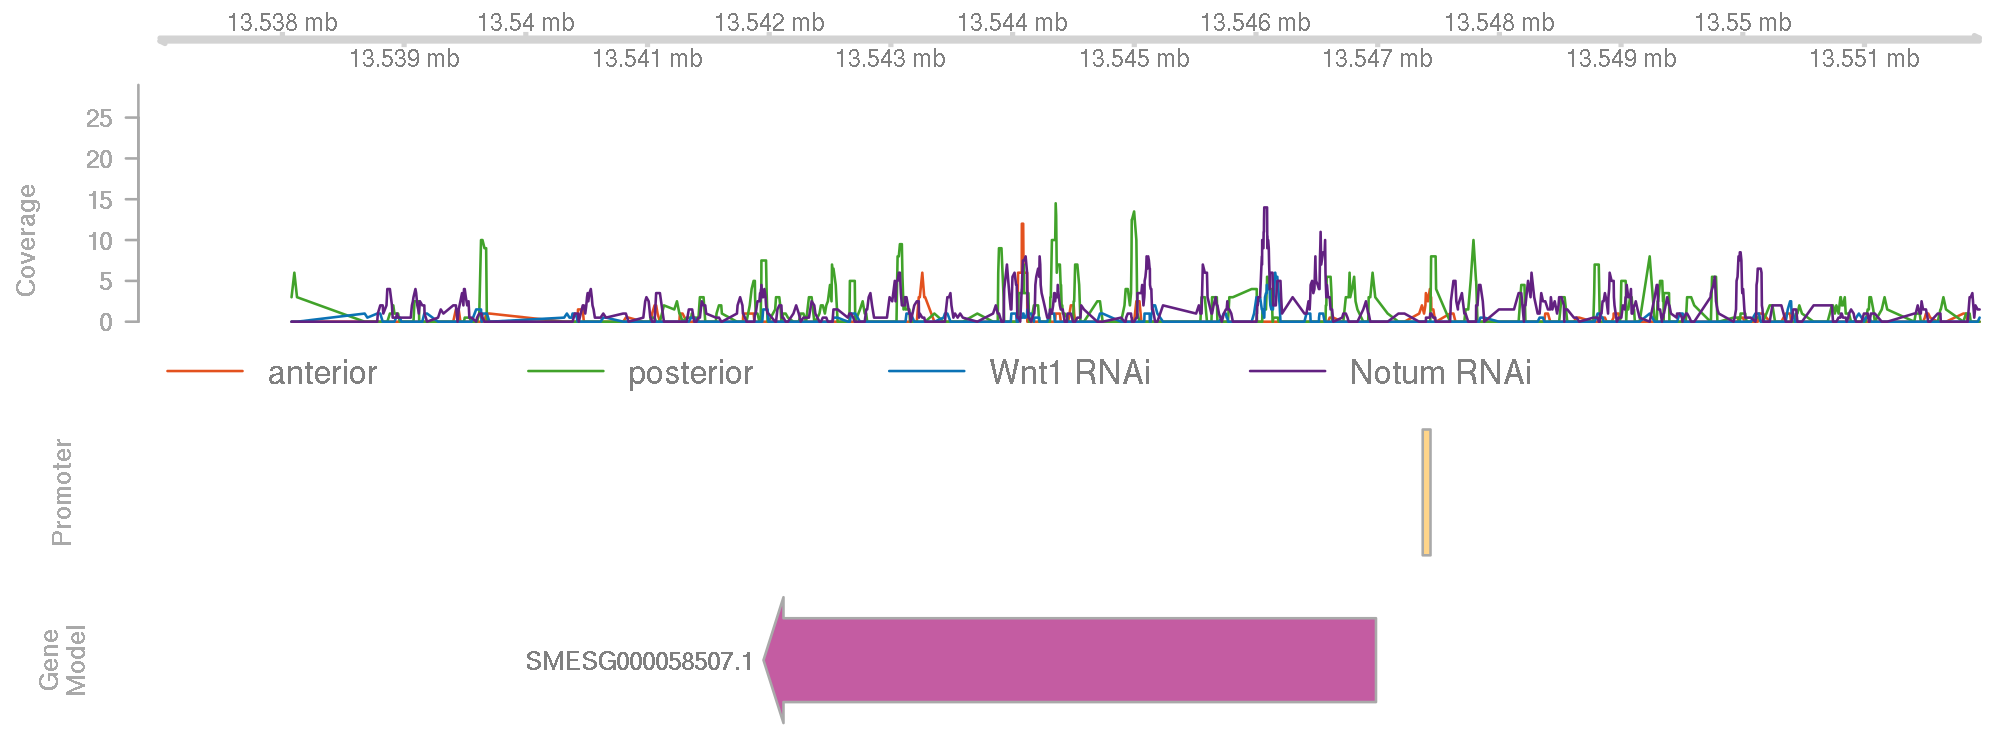 13.538 mb 13.54 mb 13.542 mb 13.544 mb 13.546 mb 13.548 mb 13.55 mb
13.539 mb 13.541 mb 13.543 mb 13.545 mb 13.547 mb 13.549 mb 13.551 mb
Coverage
25
20
15
10
5
0
anterior posterior Wnt1 RNAi Notum RNAi
Promoter
Gene
Model
SMESG000058507.1